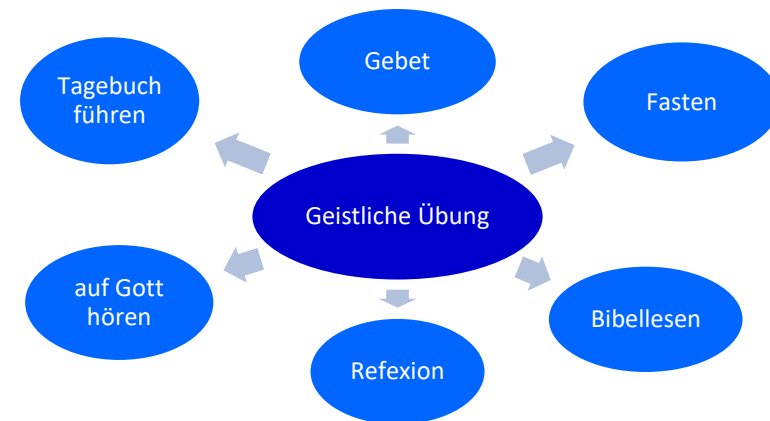 Gebet
Tagebuch
führen
Fasten
Geistliche Übung
auf Gott
hören
Bibellesen
Refexion